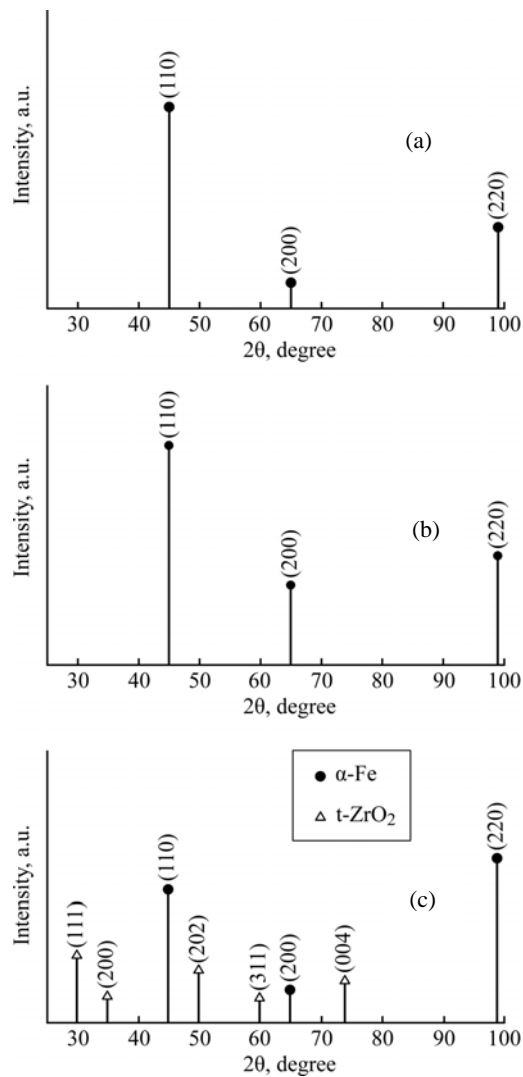 Intensity, a.u.
(110)
(200)
(220)
(a)
30 40 50 60 70 80 90 100
2θ, degree
Intensity, a.u.
(110)
(200)
(220)
(b)
30 40 50 60 70 80 90 100
2θ, degree
Intensity, a.u.
α-Fe
t-ZrO₂
(111)
(200)
(110)
(202)
(311)
(200)
(004)
(220)
(c)
30 40 50 60 70 80 90 100
2θ, degree